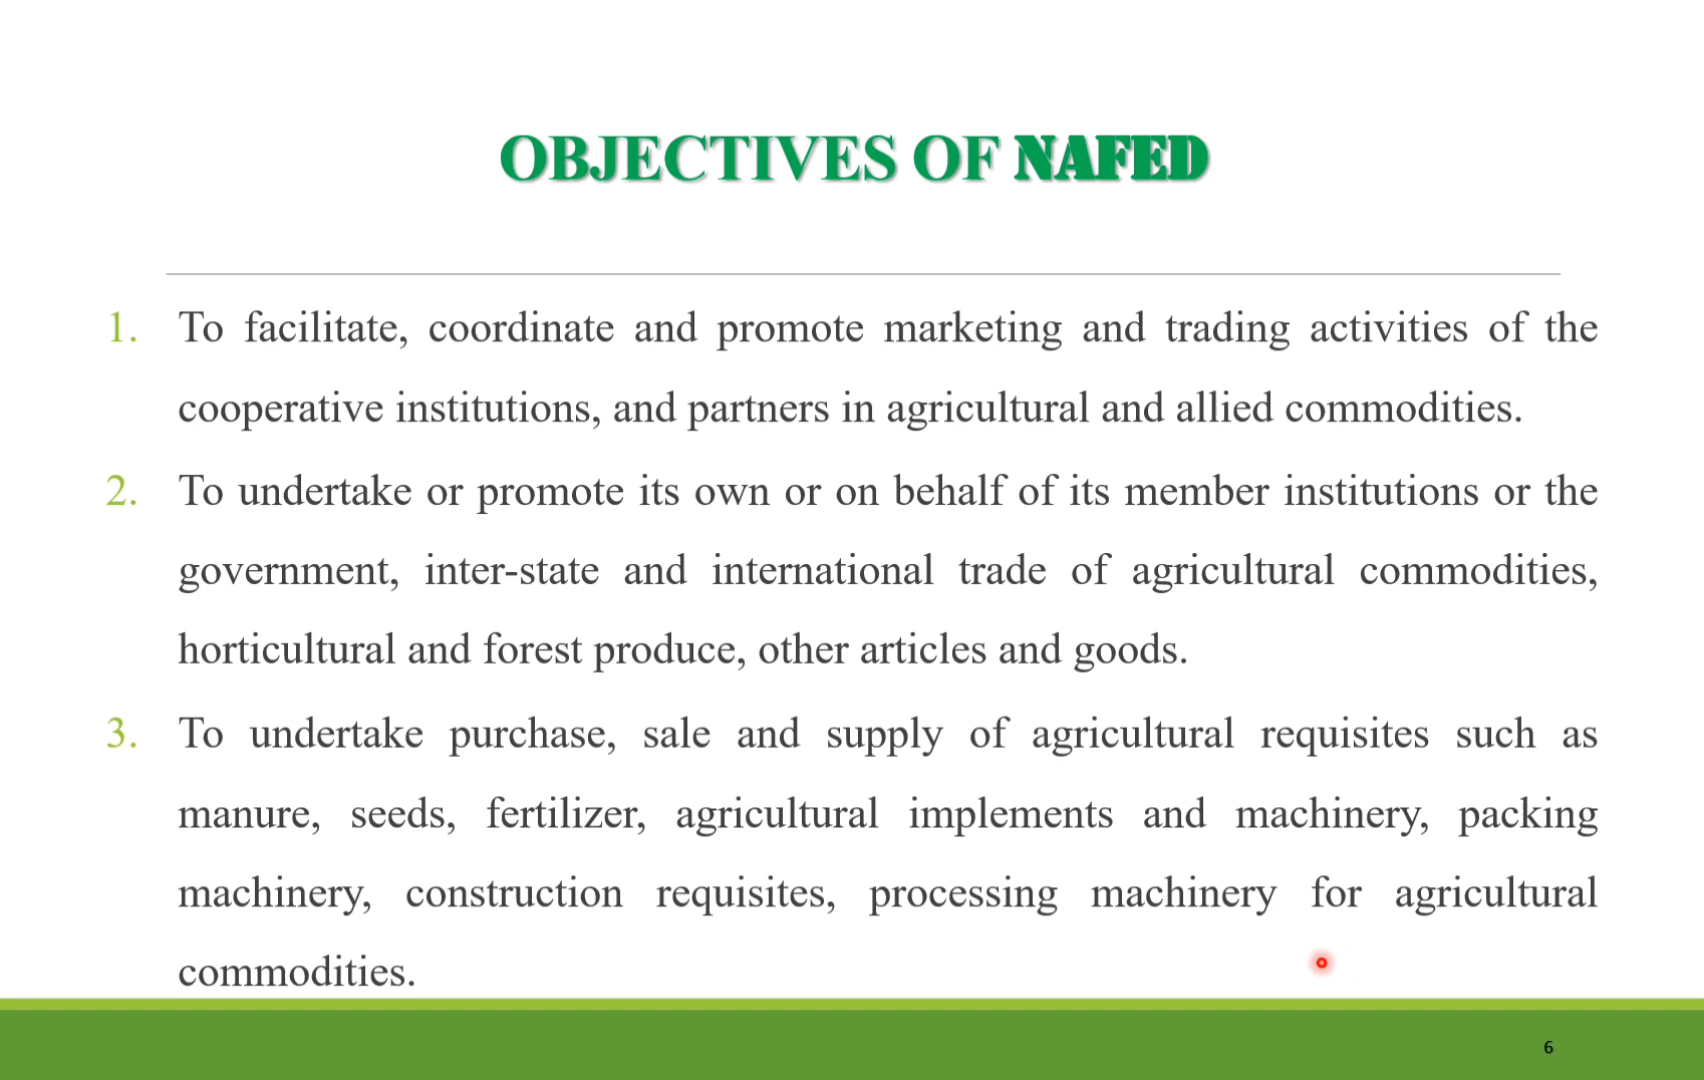 OBJECTIVES OF NAFED
1. To facilitate, coordinate and promote marketing and trading activities of the
cooperative institutions, and partners in agricultural and allied commodities.
2. To undertake or promote its own or on behalf of its member institutions or the
government, inter-state and international trade of agricultural commodities,
horticultural and forest produce, other articles and goods.
3. To undertake purchase, sale and supply of agricultural requisites such as
manure, seeds, fertilizer, agricultural implements and machinery, packing
machinery, construction requisites, processing machinery for agricultural
commodities.
6